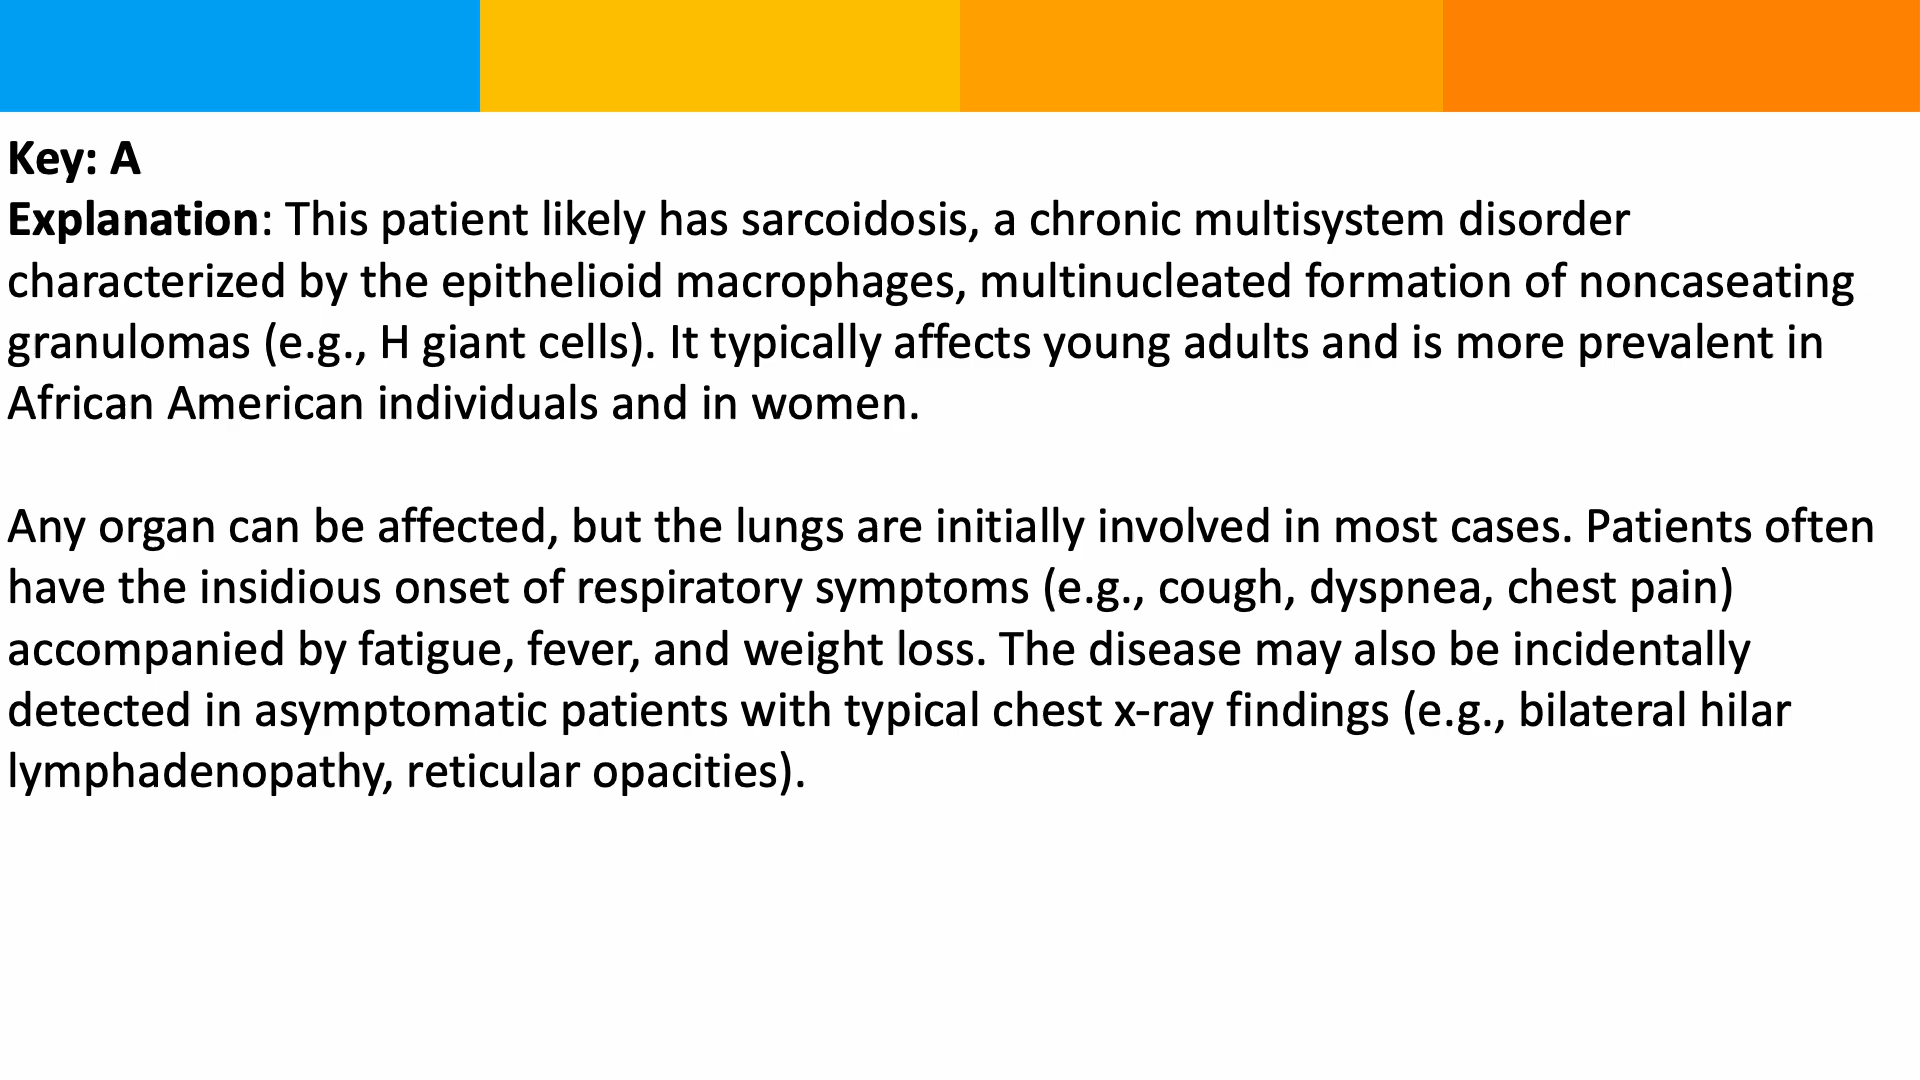 Key: A
Explanation: This patient likely has sarcoidosis, a chronic multisystem disorder
characterized by the epithelioid macrophages, multinucleated formation of noncaseating
granulomas (e.g., H giant cells). It typically affects young adults and is more prevalent in
African American individuals and in women.
Any organ can be affected, but the lungs are initially involved in most cases. Patients often
have the insidious onset of respiratory symptoms (e.g., cough, dyspnea, chest pain)
accompanied by fatigue, fever, and weight loss. The disease may also be incidentally
detected in asymptomatic patients with typical chest x-ray findings (e.g., bilateral hilar
lymphadenopathy, reticular opacities).